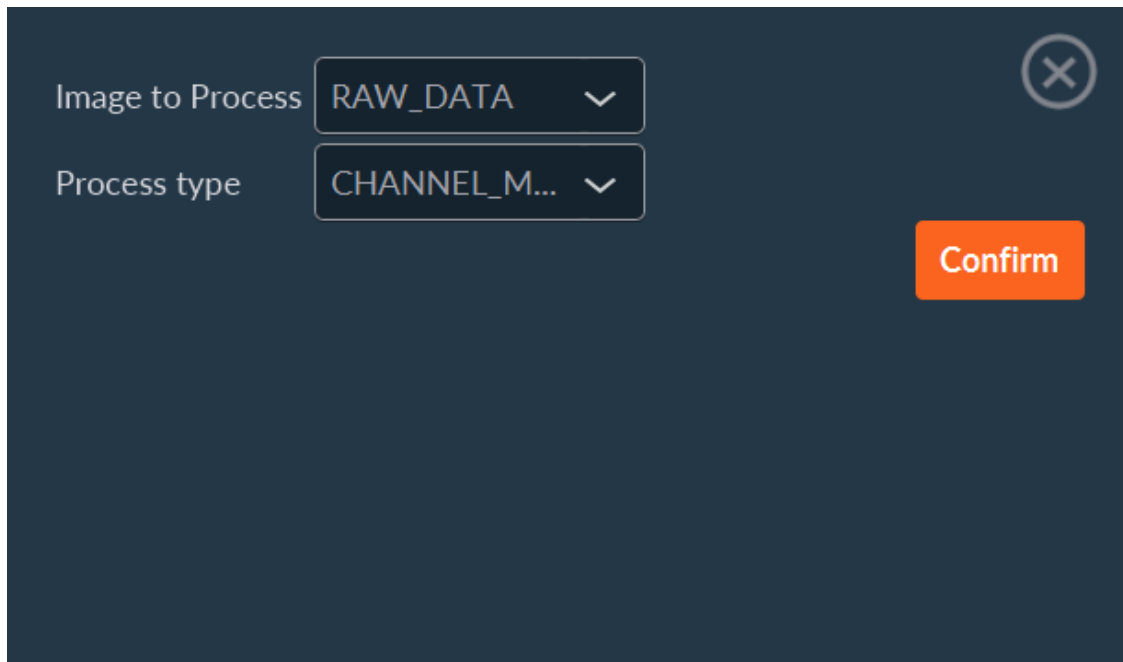 Image to Process RAW_DATA
Process type CHANNEL_M...
Confirm